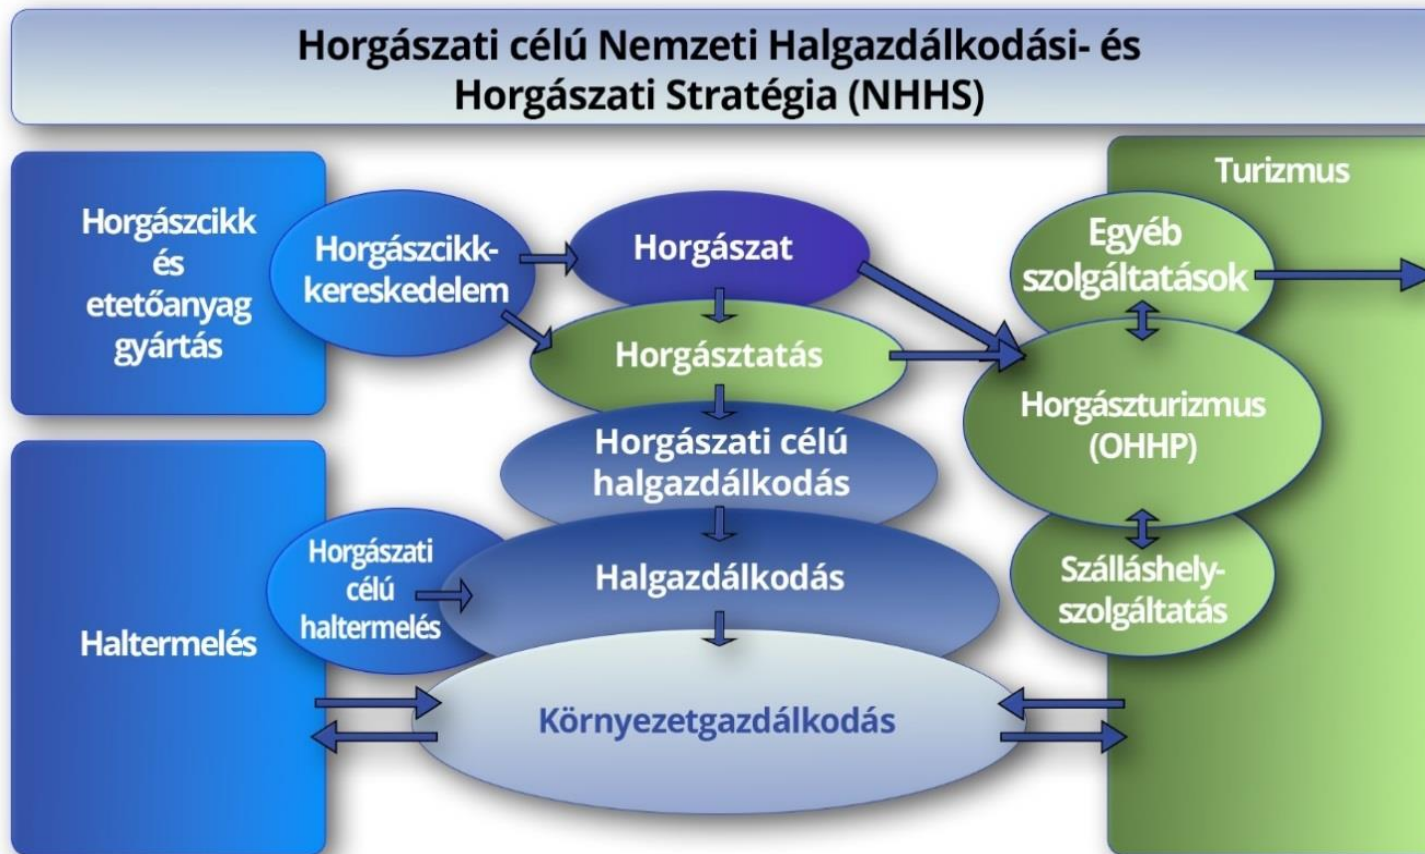 Horgászati célú Nemzeti Halgazdálkodási- és
Horgászati Stratégia (NHHS)
Horgászcikk
és
etetőanyag
gyártás
Horgászcikk-
kereskedelem
Horgászat
Horgásztatás
Horgászati célú
halgazdálkodás
Halgazdálkodás
Környezetgazdálkodás
Haltermelés
Horgászati
célú
haltermelés
Turizmus
Egyéb
szolgáltatások
Horgászturizmus
(OHHP)
Szálláshely-
szolgáltatás